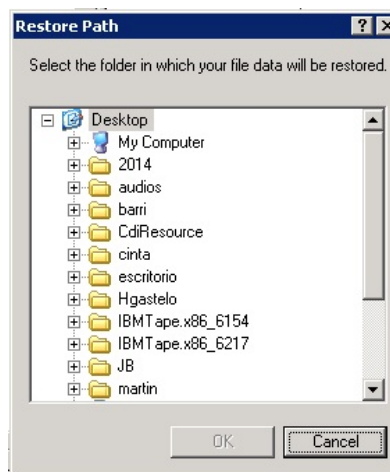 Restore Path
Select the folder in which your file data will be restored.
Desktop
My Computer
2014
audios
barri
CdiResource
cinta
escritorio
Hgastelo
IBMTape.x86_6154
IBMTape.x86_6217
JB
martin
OK
Cancel